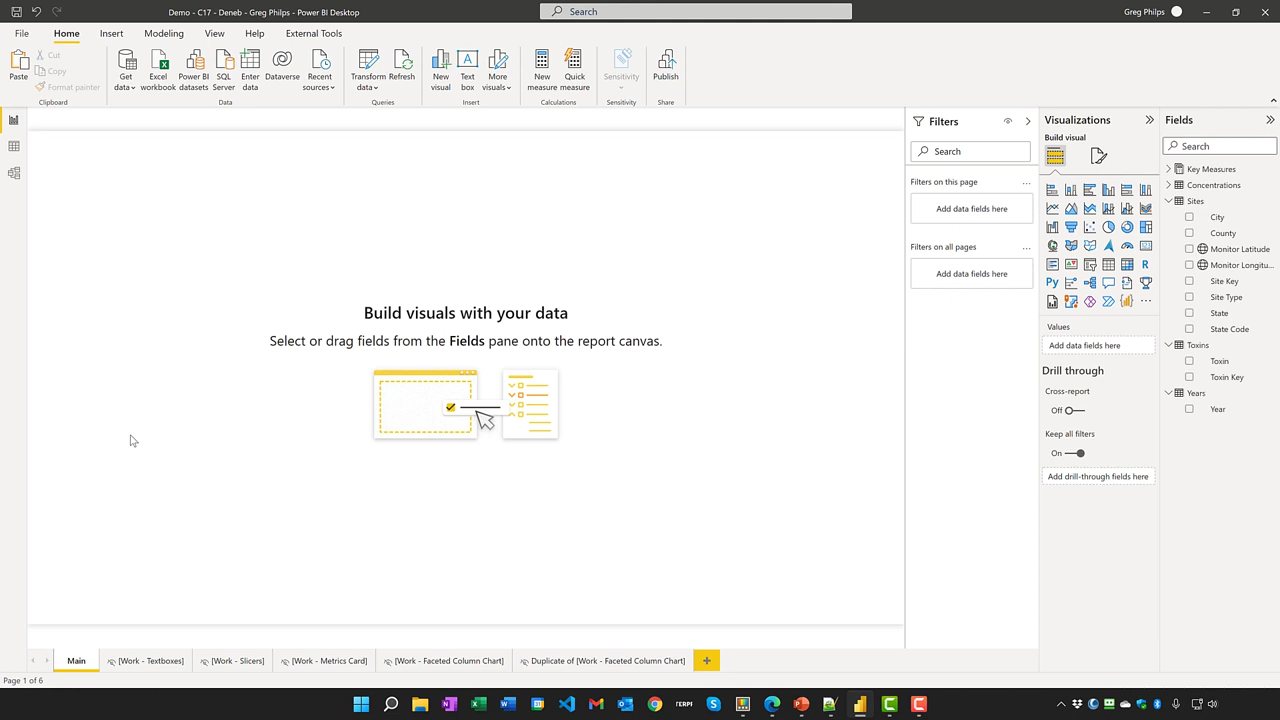 Demo - C17 - Deneb - Greg Philps - Power BI Desktop
Search
Greg Philps
File Home Insert Modeling View Help External Tools
Paste
Cut
Copy
Format painter
Clipboard
Get data
Excel workbook
Power BI datasets
SQL Server
Enter data
Dataverse
Recent sources
Data
Transform data
Refresh
Queries
New visual
Text box
More visuals
Insert
New measure
Quick measure
Calculations
Sensitivity
Sensitivity
Publish
Share
Build visuals with your data
Select or drag fields from the Fields pane onto the report canvas.
Filters
Search
Filters on this page ...
Add data fields here
Filters on all pages ...
Add data fields here
Visualizations
Build visual
R
Py
123
...
Values
Add data fields here
Drill through
Cross-report
Off
Keep all filters
On
Add drill-through fields here
Fields
Search
Key Measures
Concentrations
Sites
City
County
Monitor Latitude
Monitor Longitu...
Site Key
Site Type
State
State Code
Toxins
Toxin
Toxin Key
Years
Year
Main
[Work - Textboxes]
[Work - Slicers]
[Work - Metrics Card]
[Work - Faceted Column Chart]
Duplicate of [Work - Faceted Column Chart]
+
Page 1 of 6
TERPI